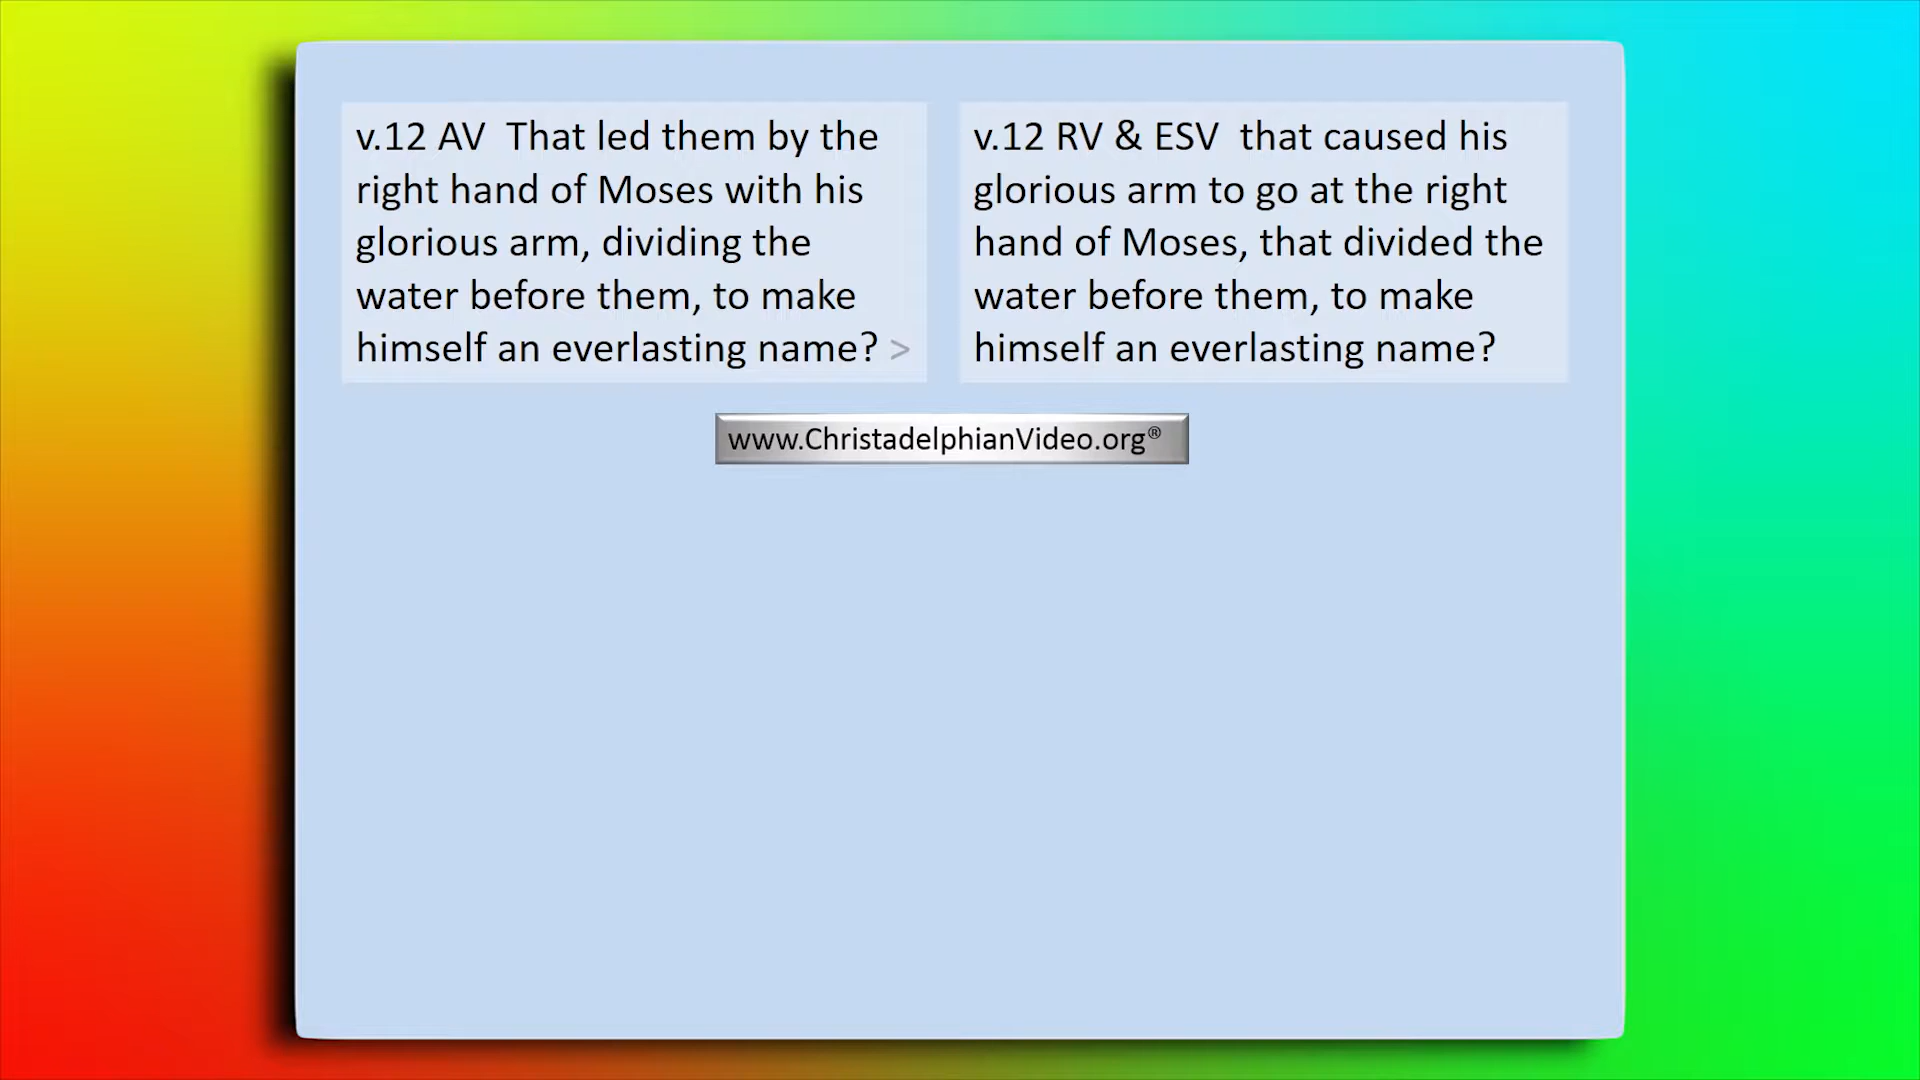 v.12 AV  That led them by the
right hand of Moses with his
glorious arm, dividing the
water before them, to make
himself an everlasting name? >
v.12 RV & ESV  that caused his
glorious arm to go at the right
hand of Moses, that divided the
water before them, to make
himself an everlasting name?
www.ChristadelphianVideo.org®